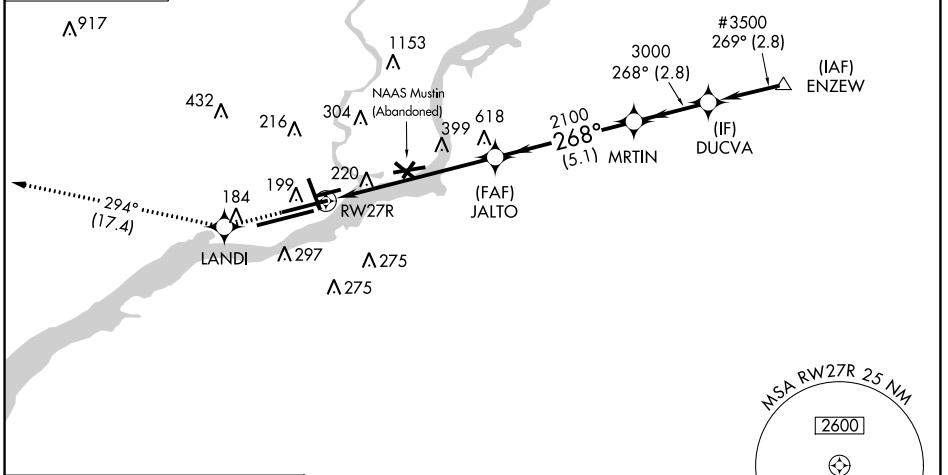 917
1153
#3500
269° (2.8)
3000
268° (2.8)
(IAF)
ENZEW
NAAS Mustin
(Abandoned)
432
304
216
399
618
2100
268°
(5.1)
MRTIN
(IF)
DUCVA
220
199
184
RW27R
(FAF)
JALTO
294°
(17.4)
LANDI
297
275
275
MSA RW27R 25 NM
2600